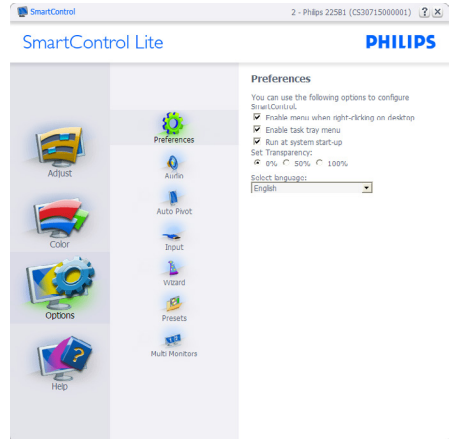 SmartControl
2 - Philips 225B1 (CS30715000001)
SmartControl Lite
PHILIPS
Adjust
Color
Options
Help
Preferences
Audio
Auto Pivot
Input
Wizard
Presets
Multi Monitors
Preferences
You can use the following options to configure
SmartControl.
Enable menu when right-clicking on desktop
Enable task tray menu
Run at system start-up
Set Transparency:
0% 50% 100%
Select language:
English